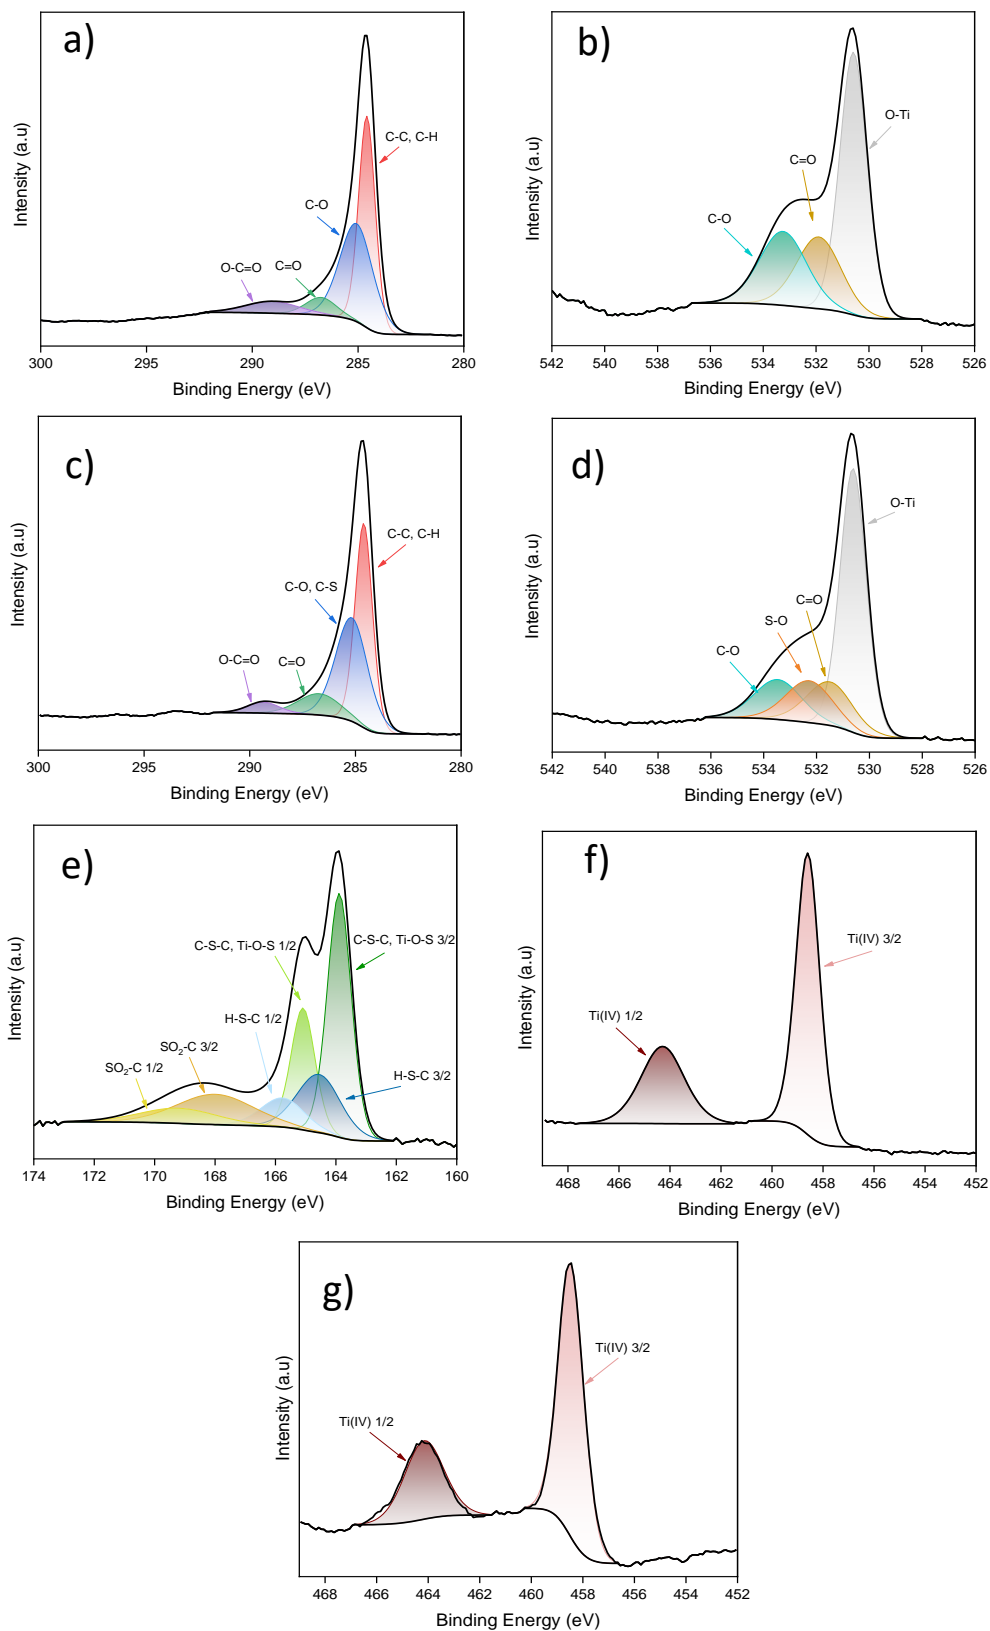 a)
Intensity (a.u)
C-C, C-H
C-O
C=O
O-C=O
300 295 290 285 280
Binding Energy (eV)
b)
Intensity (a.u)
O-Ti
C=O
C-O
542 540 538 536 534 532 530 528 526
Binding Energy (eV)
c)
Intensity (a.u)
C-C, C-H
C-O, C-S
O-C=O
C=O
300 295 290 285 280
Binding Energy (eV)
d)
Intensity (a.u)
O-Ti
C=O
S-O
C-O
542 540 538 536 534 532 530 528 526
Binding Energy (eV)
e)
Intensity (a.u)
C-S-C, Ti-O-S 1/2
C-S-C, Ti-O-S 3/2
H-S-C 1/2
SO2-C 3/2
SO2-C 1/2
H-S-C 3/2
174 172 170 168 166 164 162 160
Binding Energy (eV)
f)
Intensity (a.u)
Ti(IV) 3/2
Ti(IV) 1/2
468 466 464 462 460 458 456 454 452
Binding Energy (eV)
g)
Intensity (a.u)
Ti(IV) 3/2
Ti(IV) 1/2
468 466 464 462 460 458 456 454 452
Binding Energy (eV)